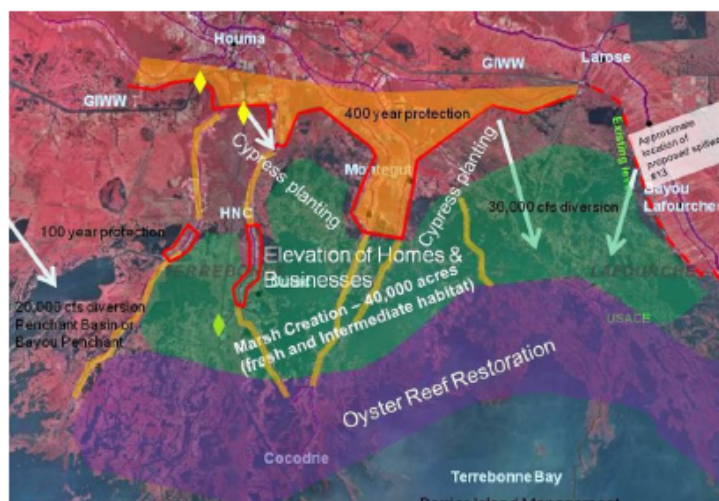 Houma
Larose
GIWW
GIWW
400 year protection
Approximate
location of
proposed spillway
#13
Existing levee
Cypress planting
Montegut
Cypress planting
Bayou
Lafourche
HNC
30,000 cfs diversion
100 year protection
Elevation of Homes &
Businesses
TERREBONNE
LAFOURCHE
Dulac
20,000 cfs diversion
Penchant Basin or
Bayou Penchant
Marsh Creation – 40,000 acres
(fresh and Intermediate habitat)
USACE
Oyster Reef Restoration
Cocodrie
Terrebonne Bay